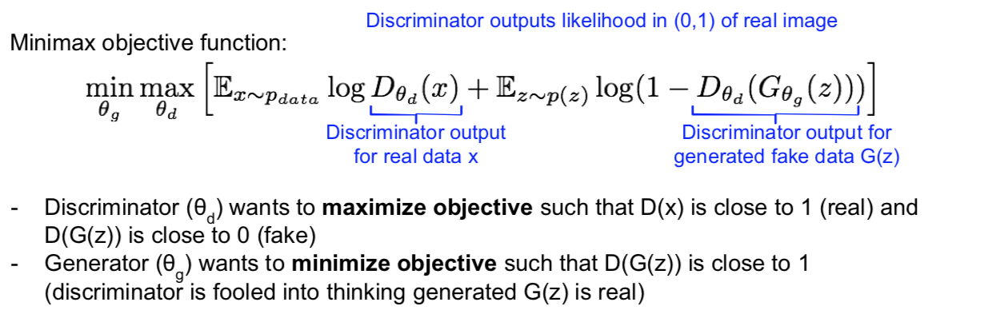 Discriminator outputs likelihood in (0,1) of real image
Minimax objective function:
$$\min_{\theta_g} \max_{\theta_d} \left[ \mathbb{E}_{x \sim p_{data}} \log D_{\theta_d}(x) + \mathbb{E}_{z \sim p(z)} \log(1 - D_{\theta_d}(G_{\theta_g}(z))) \right]$$
Discriminator output for real data x
Discriminator output for generated fake data G(z)
- Discriminator (θ_d) wants to maximize objective such that D(x) is close to 1 (real) and
D(G(z)) is close to 0 (fake)
- Generator (θ_g) wants to minimize objective such that D(G(z)) is close to 1
(discriminator is fooled into thinking generated G(z) is real)